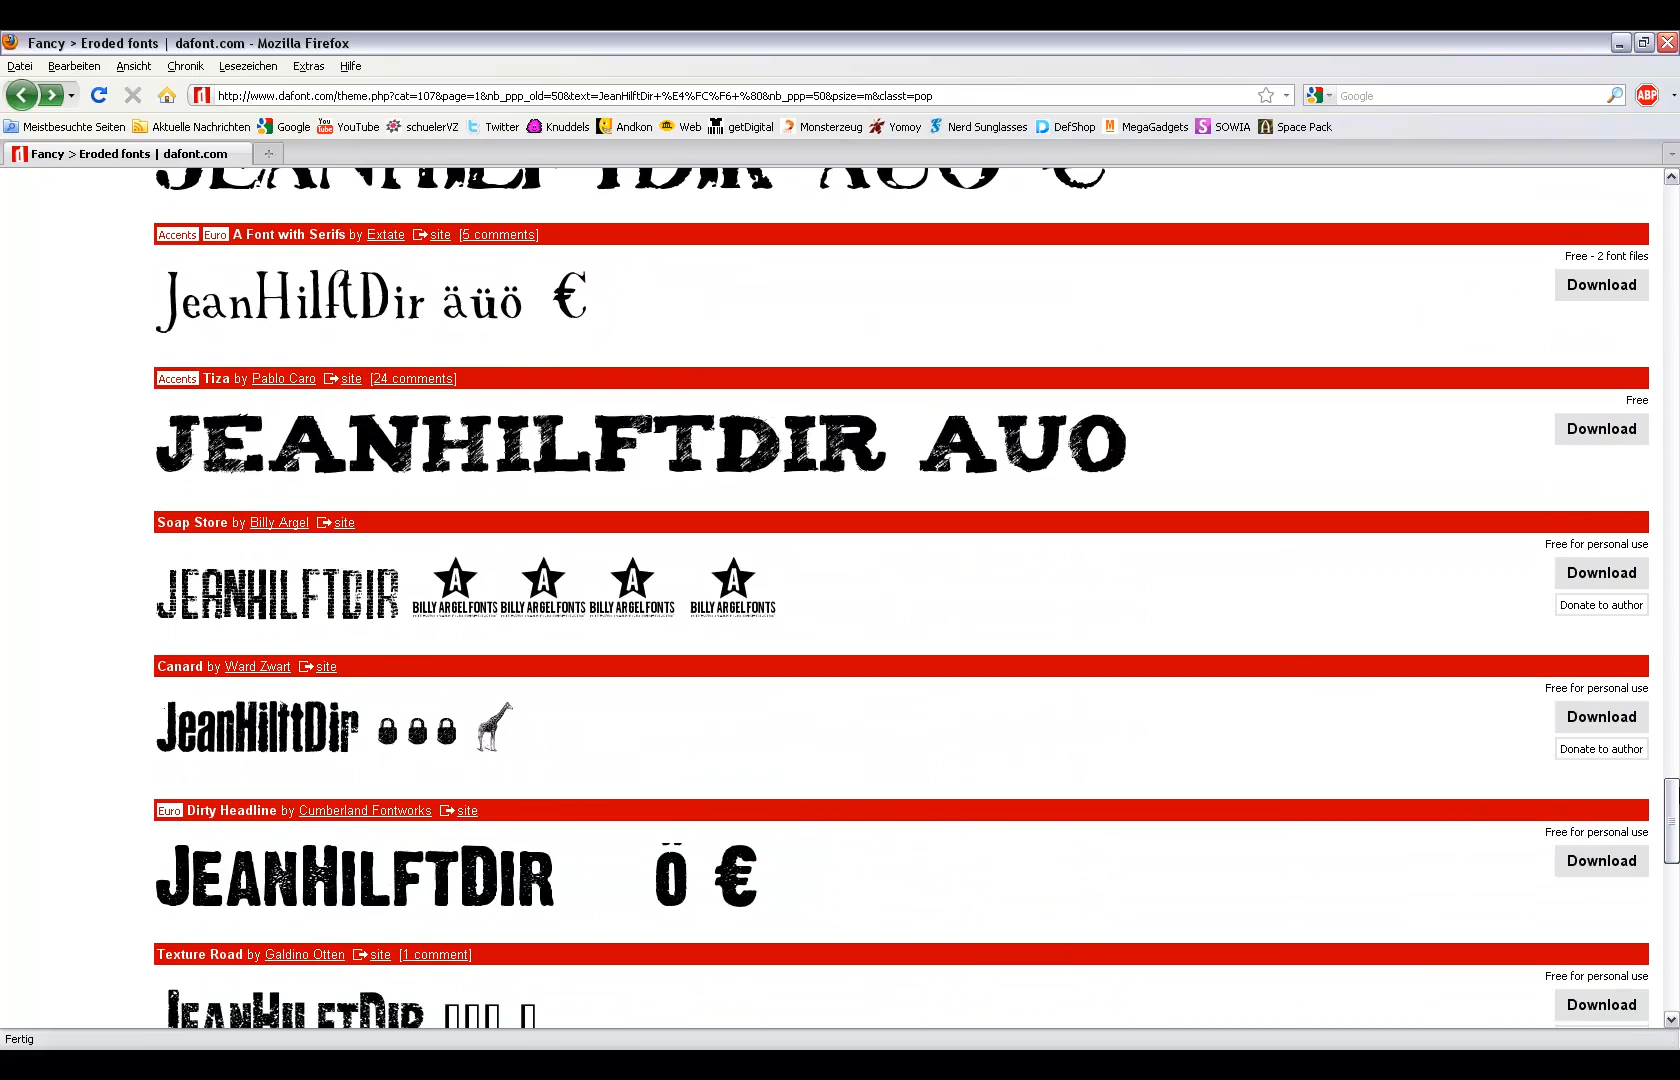 Fancy > Eroded fonts | dafont.com - Mozilla Firefox
Datei Bearbeiten Ansicht Chronik Lesezeichen Extras Hilfe
http://www.dafont.com/theme.php?cat=107&page=1&nb_ppp_old=50&text=JeanHilftDir+%E4%FC%F6+%80&nb_ppp=50&psize=m&classt=pop Google ABP
Meistbesuchte Seiten Aktuelle Nachrichten Google YouTube schuelerVZ Twitter Knuddels Andkon Web getDigital Monsterzeug Yomoy Nerd Sunglasses DefShop MegaGadgets SOWIA Space Pack
Fancy > Eroded fonts | dafont.com
JEANHILFTDIR AUO €
Accents Euro A Font with Serifs by Extate site [5 comments]
Free - 2 font files
JeanHilftDir äüö €
Download
Accents Tiza by Pablo Caro site [24 comments]
Free
JEANHILFTDIR AUO
Download
Soap Store by Billy Argel site
Free for personal use
JEANHILFTDIR A A A A
BILLY ARGEL FONTS BILLY ARGEL FONTS BILLY ARGEL FONTS BILLY ARGEL FONTS
Download
Donate to author
Canard by Ward Zwart site
Free for personal use
JeanHilftDir
Download
Donate to author
Euro Dirty Headline by Cumberland Fontworks site
Free for personal use
JEANHILFTDIR ö €
Download
Texture Road by Galdino Otten site [1 comment]
Free for personal use
JEANHILFTDIR
Download
Fertig